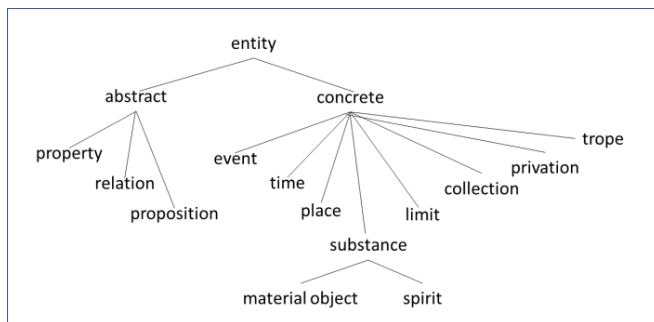 entity
abstract
concrete
property
relation
proposition
event
time
place
substance
limit
collection
privation
trope
material object
spirit